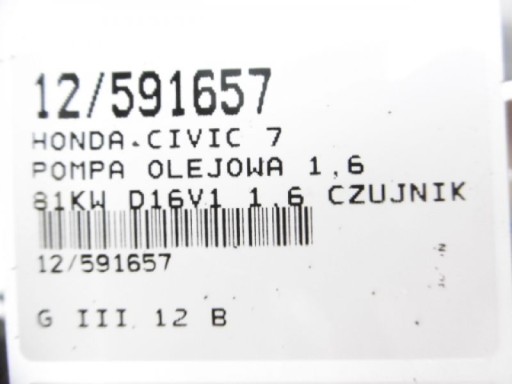 12/591657
HONDA.CIVIC 7
POMPA OLEJOWA 1,6
81KW D16V1 1.6 CZUJNIK
12/591657
G III 12 B